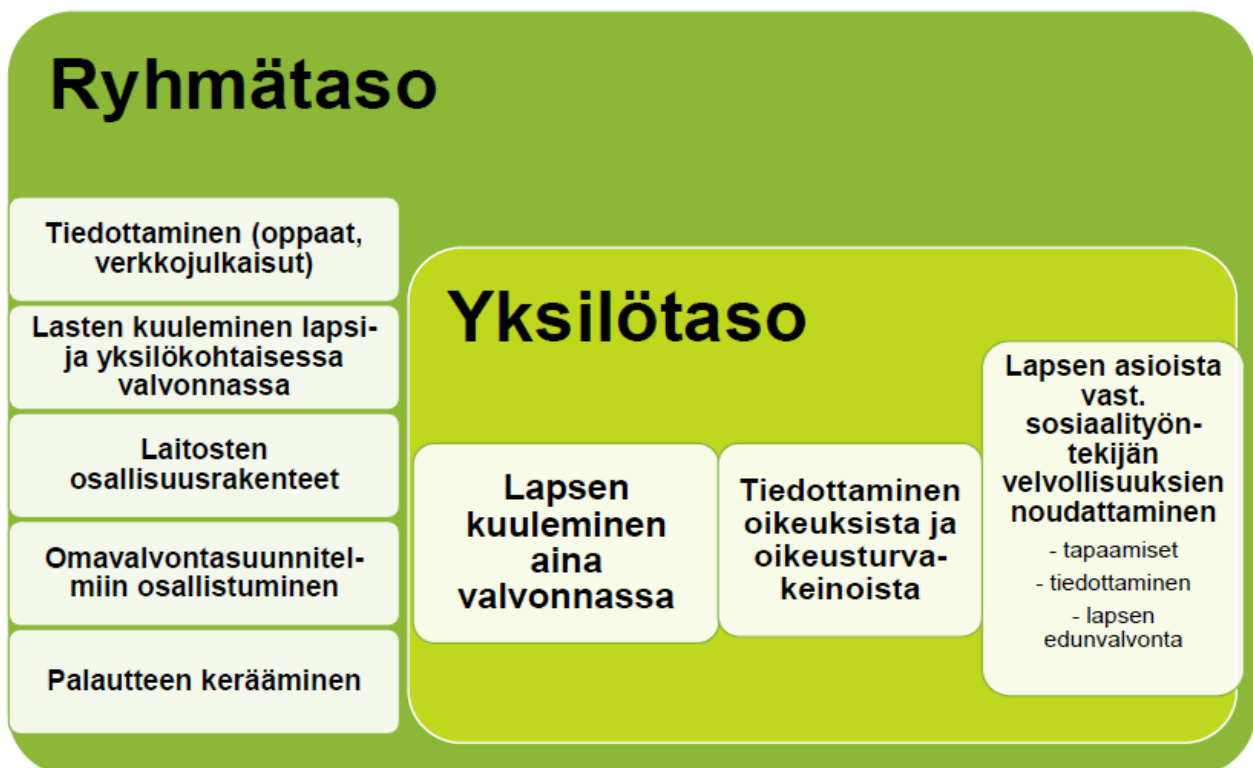 Ryhmätaso
Tiedottaminen (oppaat,
verkkojulkaisut)
Lasten kuuleminen lapsi-
ja yksilökohtaisessa
valvonnassa
Laitosten
osallisuusrakenteet
Omavalvontasuunnitel-
miin osallistuminen
Palautteen kerääminen
Yksilötaso
Lapsen
kuuleminen
aina
valvonnassa
Tiedottaminen
oikeuksista ja
oikeusturva-
keinoista
Lapsen asioista
vast.
sosiaalityön-
tekijän
velvollisuuksien
noudattaminen
- tapaamiset
- tiedottaminen
- lapsen
edunvalvonta